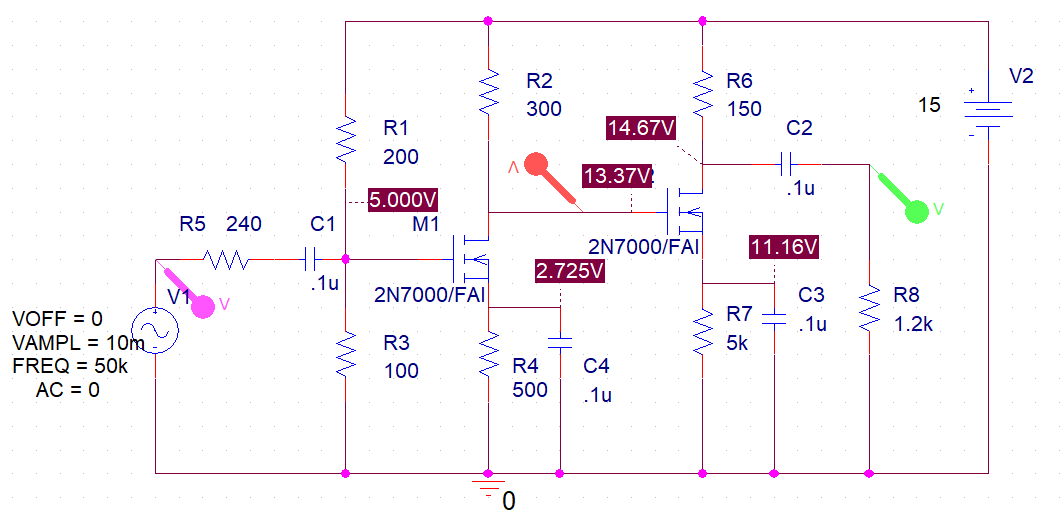 R1
200
R2
300
R6
150
V2
15
+
-
14.67V
13.37V
C2
.1u
V
V
5.000V
R5 240
C1
.1u
M1
2N7000/FAI
2N7000/FAI
2.725V
11.16V
V1
V
VOFF = 0
VAMPL = 10m
FREQ = 50k
AC = 0
R3
100
R4
500
C4
.1u
R7
5k
C3
.1u
R8
1.2k
0